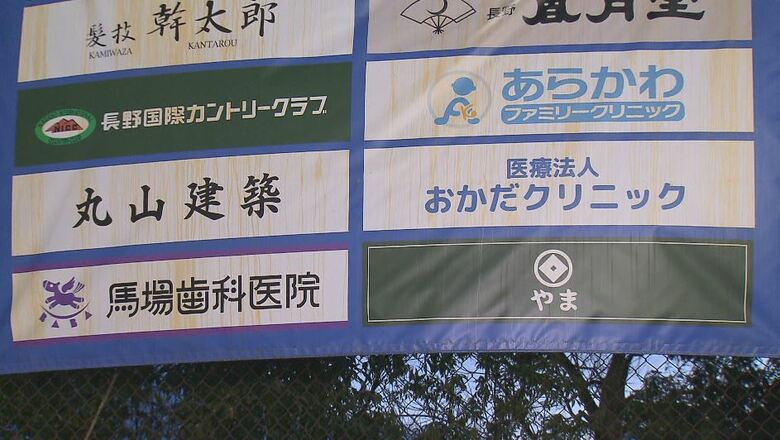 髪技 幹太郎
KAMIWAZA KANTAROU
長野
長野国際カントリークラブ
NICC
丸山建築
馬場歯科医院
あらかわ
ファミリークリニック
医療法人
おかだクリニック
やま